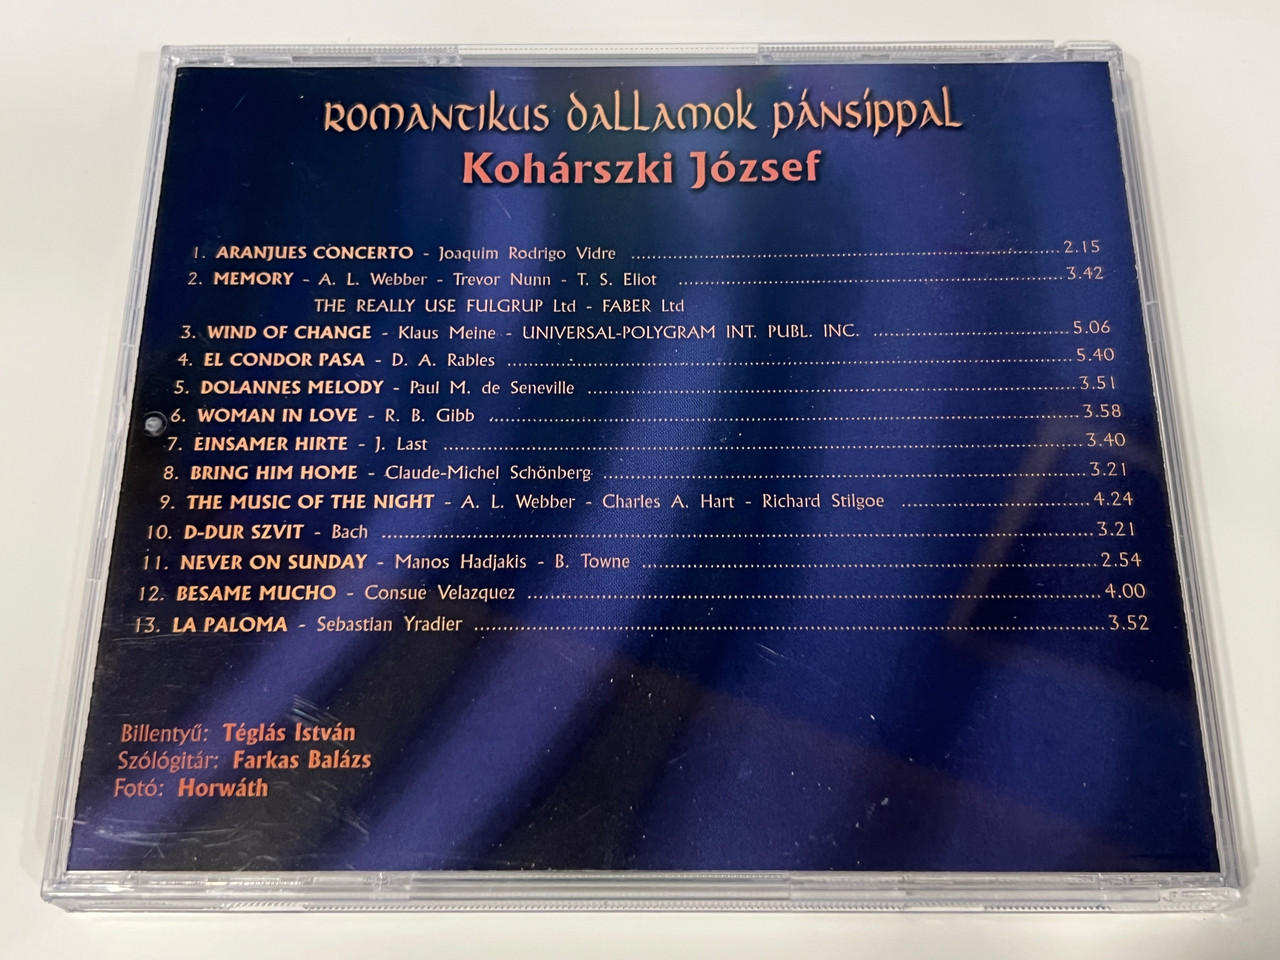 ROMANTIKUS DALLAMOK PÁNSÍPPAL
Kohárszki József
1. ARANJUES CONCERTO - Joaquim Rodrigo Vidre ........ 2.15
2. MEMORY - A. L. Webber - Trevor Nunn - T. S. Eliot ........ 3.42
THE REALLY USE FULGRUP Ltd - FABER Ltd
3. WIND OF CHANGE - Klaus Meine - UNIVERSAL-POLYGRAM INT. PUBL. INC. ........ 5.06
4. EL CONDOR PASA - D. A. Rables ........ 5.40
5. DOLANNES MELODY - Paul M. de Seneville ........ 3.51
6. WOMAN IN LOVE - R. B. Gibb ........ 3.58
7. EINSAMER HIRTE - J. Last ........ 3.40
8. BRING HIM HOME - Claude-Michel Schönberg ........ 3.21
9. THE MUSIC OF THE NIGHT - A. L. Webber - Charles A. Hart - Richard Stilgoe ........ 4.24
10. D-DUR SZVIT - Bach ........ 3.21
11. NEVER ON SUNDAY - Manos Hadjakis - B. Towne ........ 2.54
12. BESAME MUCHO - Consue Velazquez ........ 4.00
13. LA PALOMA - Sebastian Yradier ........ 3.52
Billentyű: Téglás István
Szólógitár: Farkas Balázs
Fotó: Horwáth